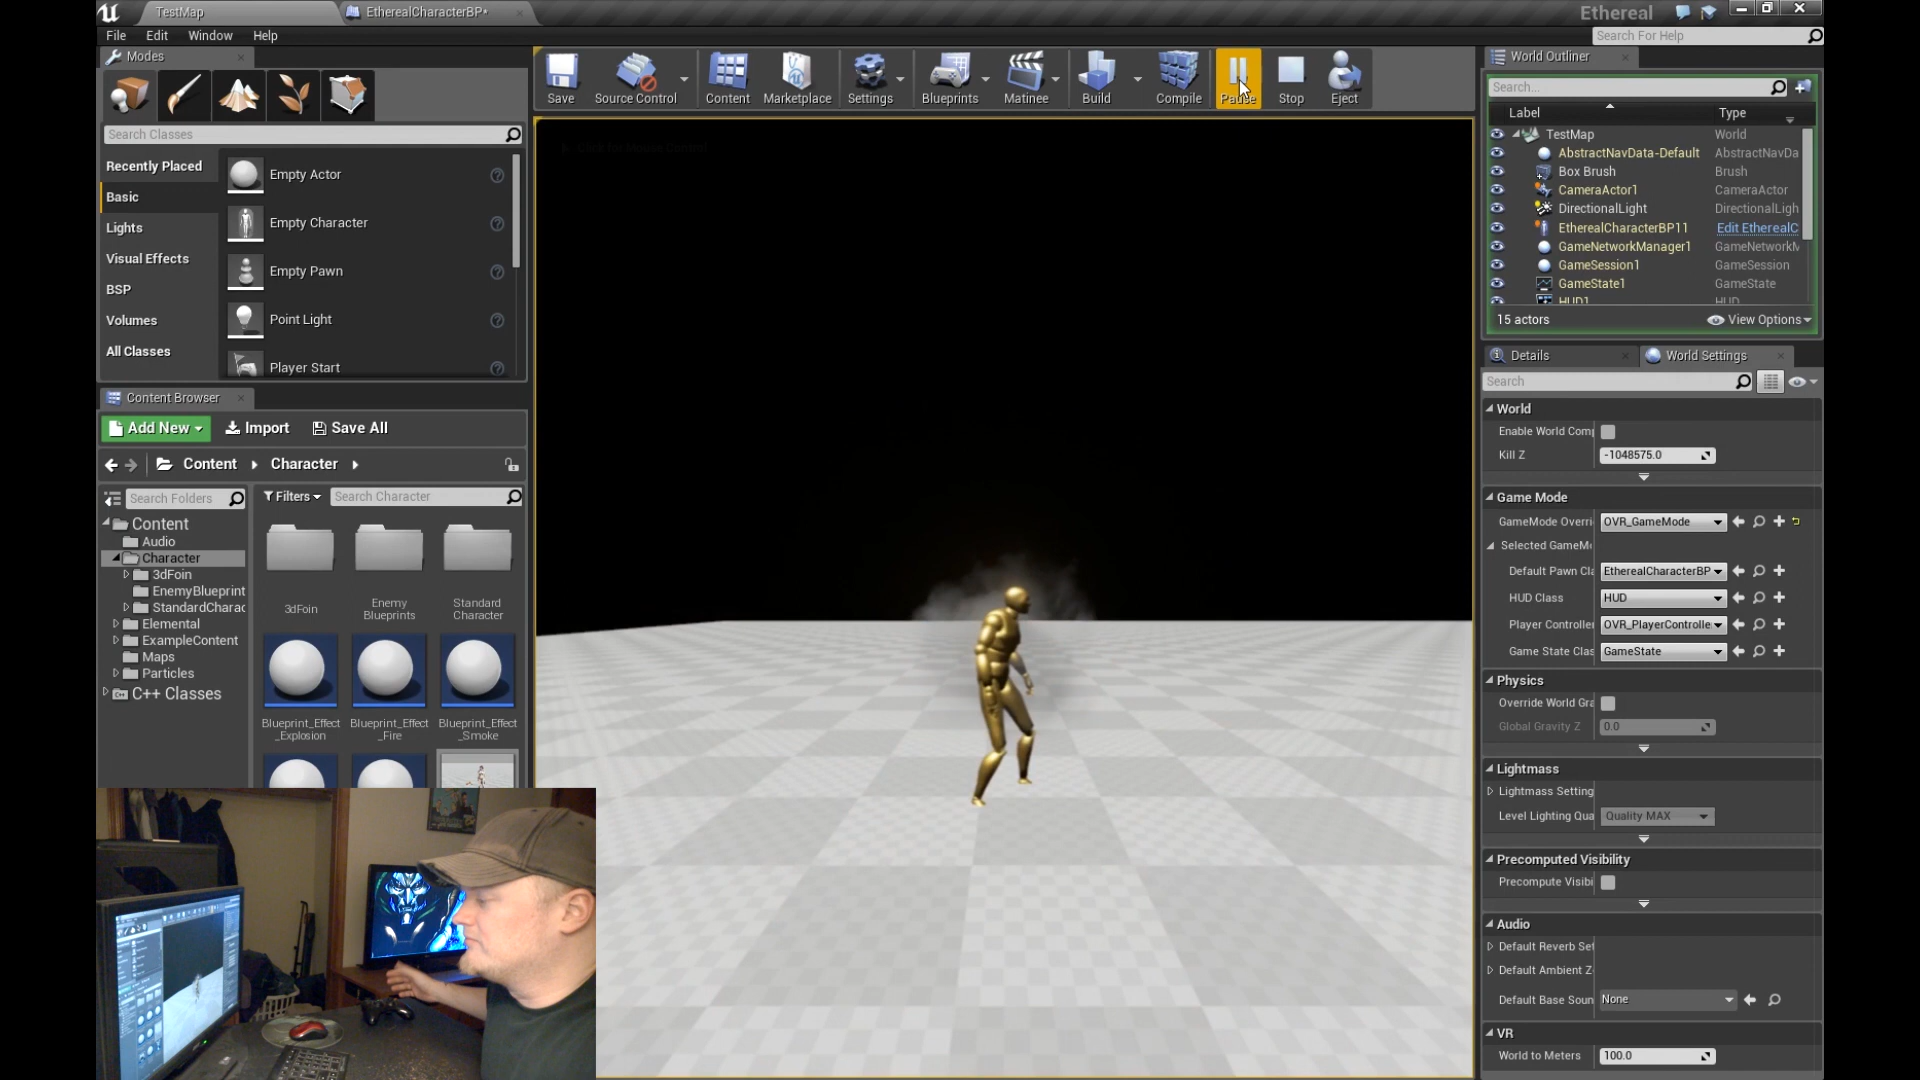 TestMap
EtherealCharacterBP*
Ethereal
File Edit Window Help
Search For Help
Modes
Search Classes
Recently Placed
Basic
Lights
Visual Effects
BSP
Volumes
All Classes
Empty Actor
Empty Character
Empty Pawn
Point Light
Player Start
Save
Source Control
Content
Marketplace
Settings
Blueprints
Matinee
Build
Compile
Pause
Stop
Eject
World Outliner
Search...
Label Type
TestMap World
AbstractNavData-Default AbstractNavDa
Box Brush Brush
CameraActor1 CameraActor
DirectionalLight DirectionalLigh
EtherealCharacterBP11 Edit EtherealC
GameNetworkManager1 GameNetworkM
GameSession1 GameSession
GameState1 GameState
HUD1 HUD
15 actors
View Options
Content Browser
Add New Import Save All
Content Character
Search Folders
Filters
Search Character
Content
Audio
Character
3dFoin
EnemyBlueprint
StandardCharac
Elemental
ExampleContent
Maps
Particles
C++ Classes
3dFoin
Enemy
Blueprints
Standard
Character
Blueprint_Effect
_Explosion
Blueprint_Effect
_Fire
Blueprint_Effect
_Smoke
Details
World Settings
Search
World
Enable World Comp
Kill Z -1048575.0
Game Mode
GameMode Overri OVR_GameMode
Selected GameMo
Default Pawn Cla EtherealCharacterBP
HUD Class HUD
Player Controller OVR_PlayerControlle
Game State Clas GameState
Physics
Override World Gra
Global Gravity Z 0.0
Lightmass
Lightmass Setting
Level Lighting Qua Quality MAX
Precomputed Visibility
Precompute Visibi
Audio
Default Reverb Set
Default Ambient Z
Default Base Soun None
VR
World to Meters 100.0